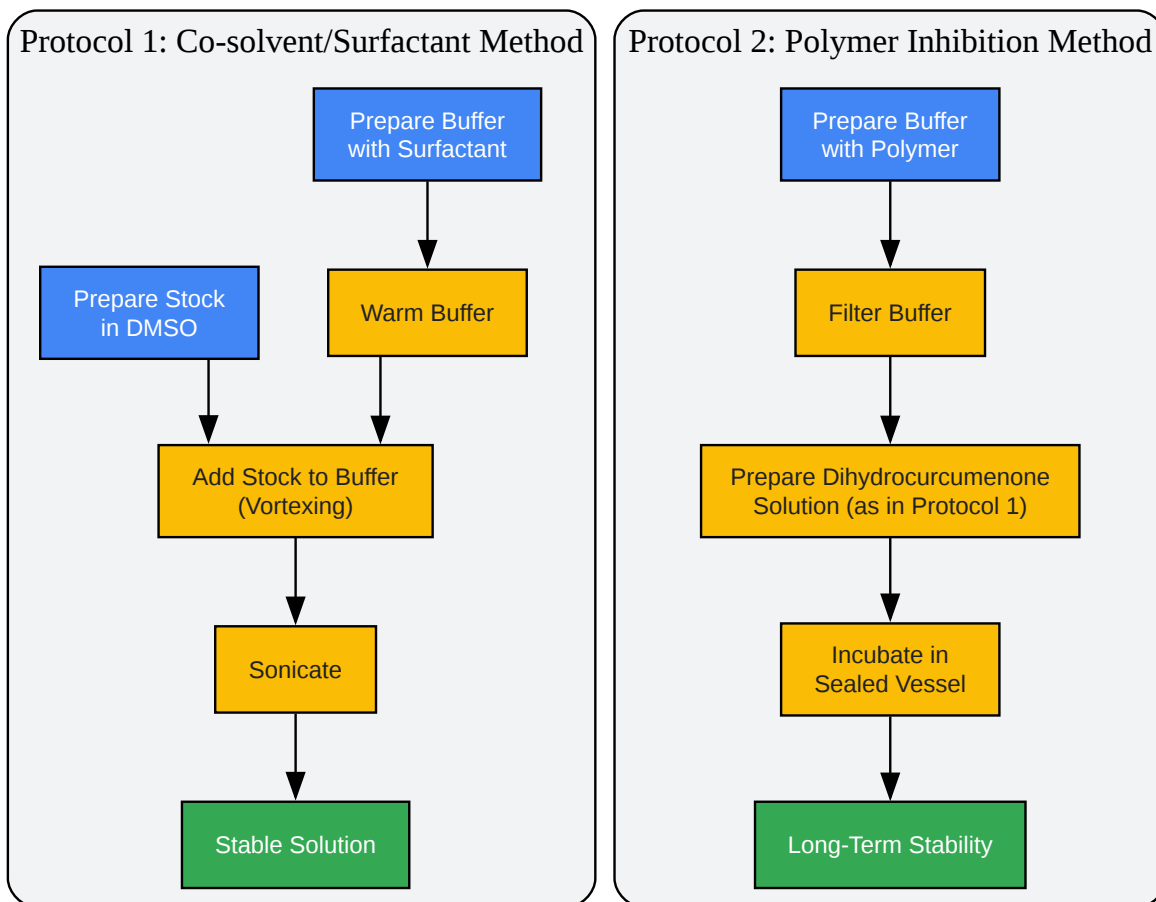 Protocol 1: Co-solvent/Surfactant Method
Prepare Buffer
with Surfactant
Prepare Stock
in DMSO
Warm Buffer
Add Stock to Buffer
(Vortexing)
Sonicate
Stable Solution
Protocol 2: Polymer Inhibition Method
Prepare Buffer
with Polymer
Filter Buffer
Prepare Dihydrocurcumenone
Solution (as in Protocol 1)
Incubate in
Sealed Vessel
Long-Term Stability